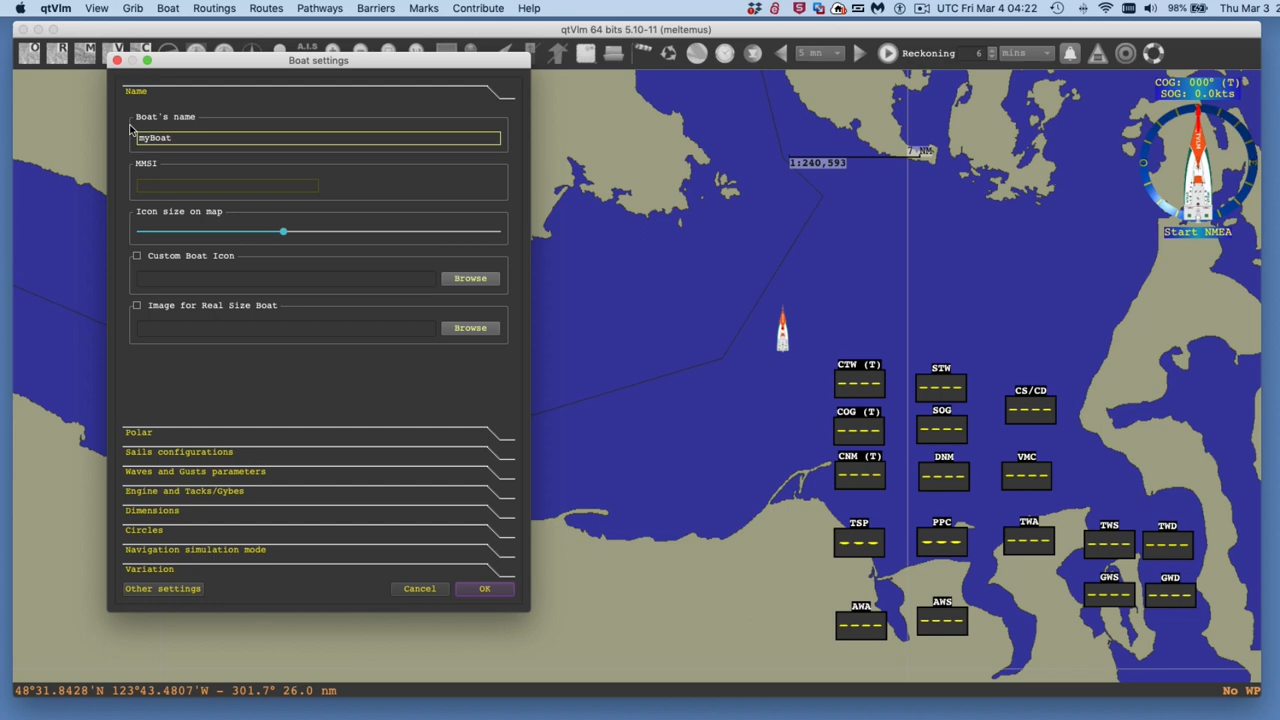 qtVlm View Grib Boat Routings Routes Pathways Barriers Marks Contribute Help UTC Fri Mar 4 04:22 98% Thu Mar 3
qtVlm 64 bits 5.10-11 (meltemus)
O R M V C A.I.S 5 mn Reckoning 6 mins
Boat settings
Name
Boat's name
myBoat
MMSI
Icon size on map
Custom Boat Icon
Browse
Image for Real Size Boat
Browse
Polar
Sails configurations
Waves and Gusts parameters
Engine and Tacks/Gybes
Dimensions
Circles
Navigation simulation mode
Variation
Other settings Cancel OK
COG: 000° (T)
SOG: 0.0kts
Start NMEA
7 NM
1:240,593
CTW (T) STW
---- ----
CS/CD
----
COG (T) SOG
---- ----
CNM (T) DNM VMC
---- ---- ----
TSP PPC TWA TWS TWD
--- --- ---- ---- ----
GWS GWD
---- ----
AWA AWS
---- ----
48°31.8428'N 123°43.4807'W - 301.7° 26.0 nm No WP